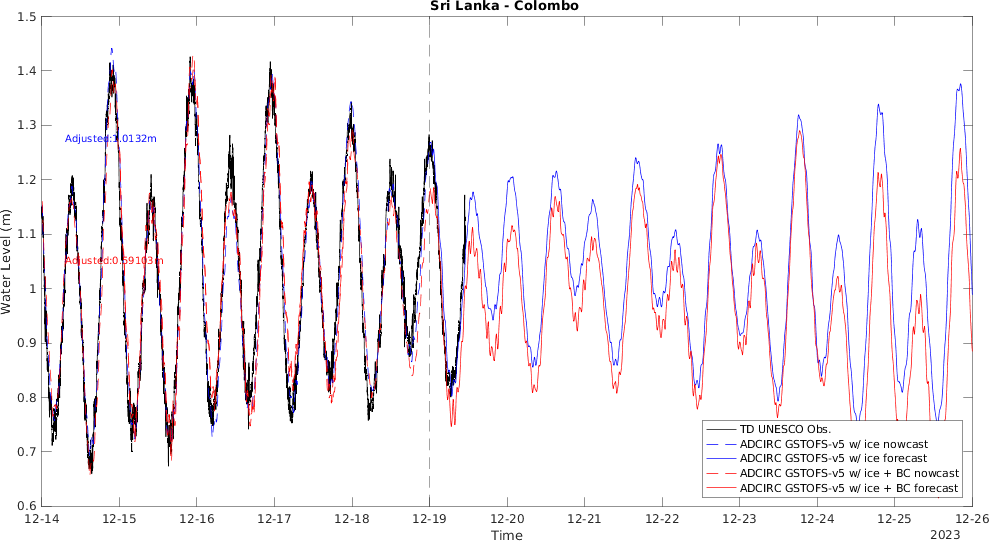 Sri Lanka - Colombo
1.5
1.4
1.3
1.2
1.1
1
0.9
0.8
0.7
0.6
Water Level (m)
Adjusted:1.0132m
Adjusted:0.69103m
TD UNESCO Obs.
ADCIRC GSTOFS-v5 w/ ice nowcast
ADCIRC GSTOFS-v5 w/ ice forecast
ADCIRC GSTOFS-v5 w/ ice + BC nowcast
ADCIRC GSTOFS-v5 w/ ice + BC forecast
12-14 12-15 12-16 12-17 12-18 12-19 12-20 12-21 12-22 12-23 12-24 12-25 12-26
Time
2023